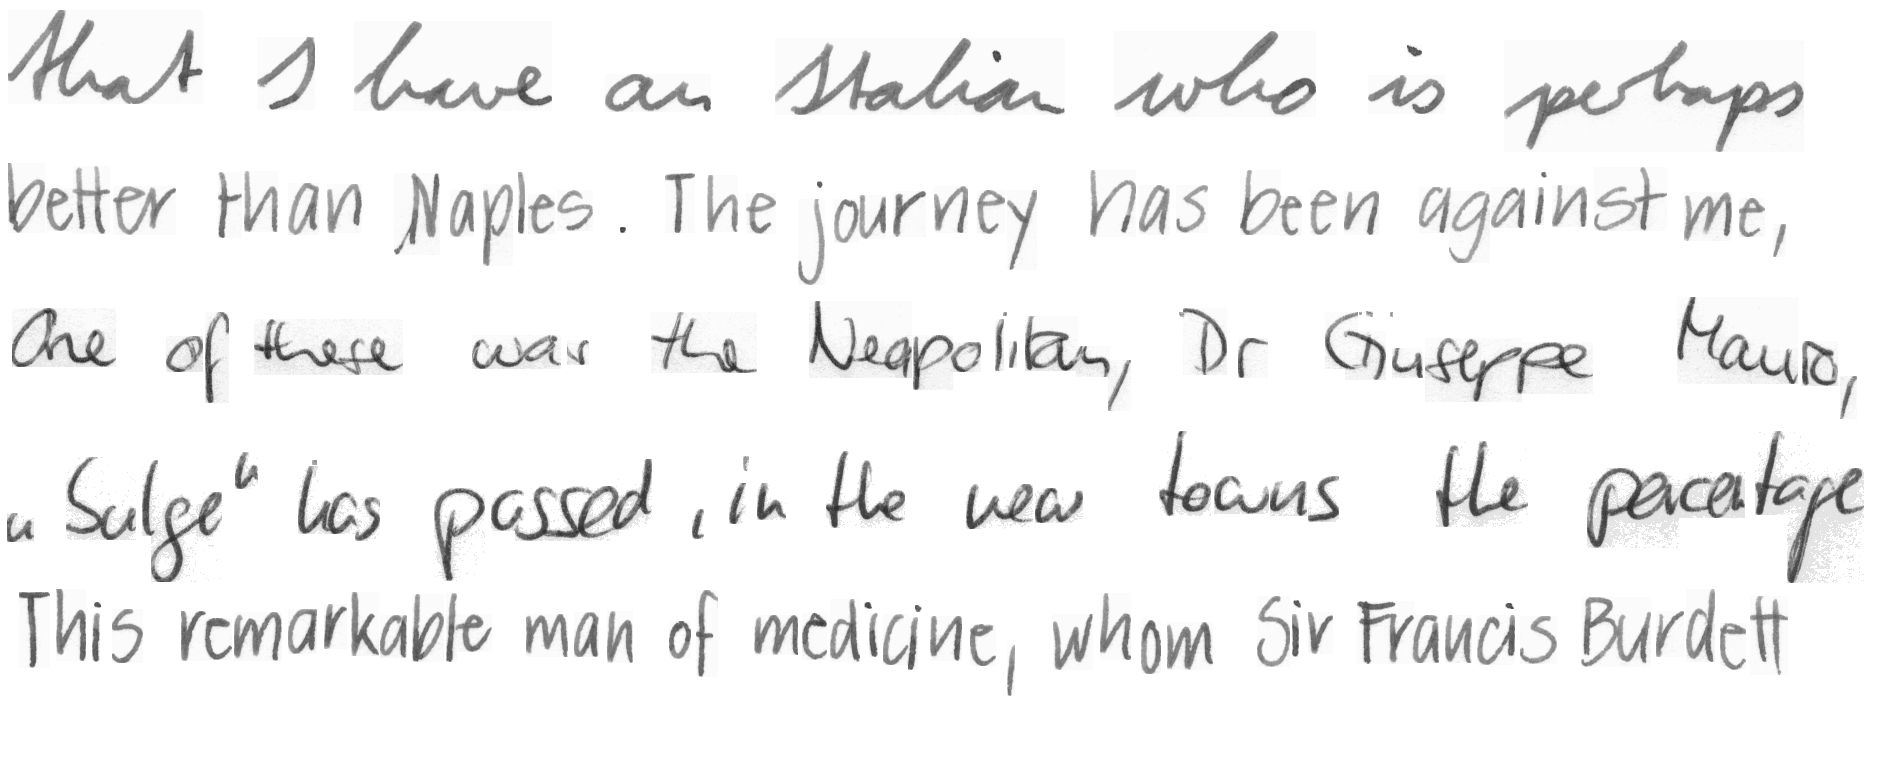 that I have an Italian who is perhaps
better than Naples. The journey has been against me,
One of these was the Neapolitan, Dr Giuseppe Mauro,
"Sulge" has passed, in the new towns the percentage
This remarkable man of medicine, whom Sir Francis Burdett